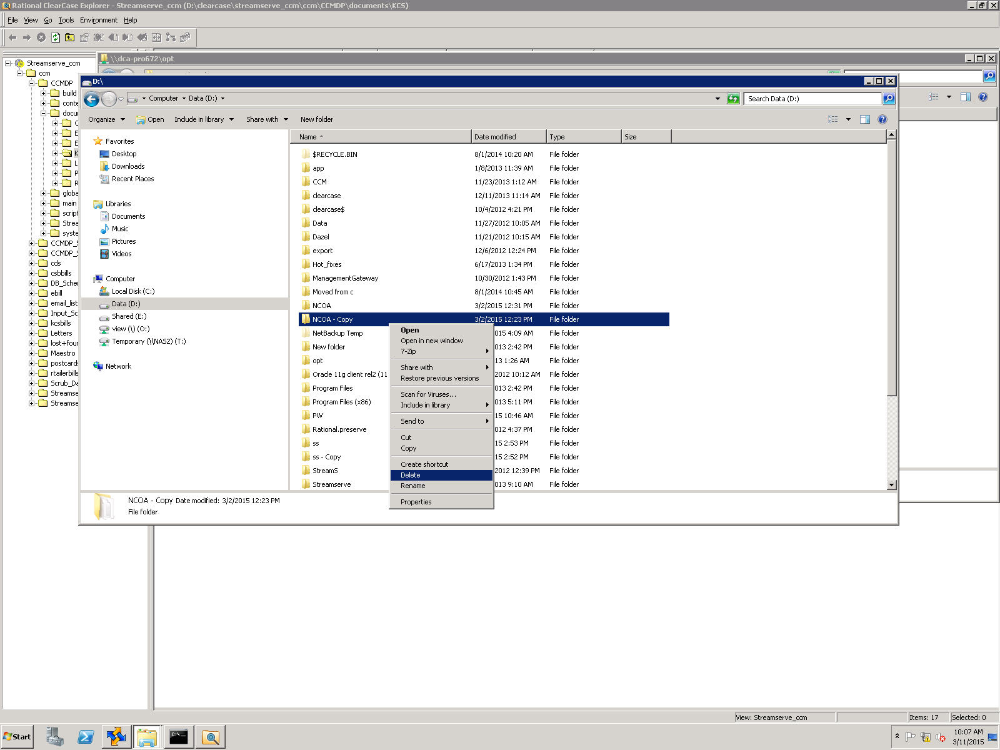 Rational ClearCase Explorer - Streamserve_ccm (D:\clearcase\streamserve_ccm\ccm\CCMDP\documents\KCS)
File View Go Tools Environment Help
Streamserve_ccm
ccm
CCMDP
build
conte
docu
C
E
E
K
L
P
R
globa
main
script
Strea
syste
CCMDP_5
CCMDP_S
cds
csbbills
DB_Schem
ebill
email_list
Input_Sc
kcsbills
Letters
lost+four
Maestro
postcards
rtailerbills
Scrub_Da
Streamse
Streamse
\\dca-pro672\opt
D:\
Computer Data (D:)
Search Data (D:)
Organize Open Include in library Share with New folder
Favorites
Desktop
Downloads
Recent Places
Libraries
Documents
Music
Pictures
Videos
Computer
Local Disk (C:)
Data (D:)
Shared (E:)
view (\) (O:)
Temporary (\\NAS2) (T:)
Network
Name Date modified Type Size
$RECYCLE.BIN 8/1/2014 10:20 AM File folder
app 1/8/2013 11:39 AM File folder
CCM 11/23/2013 1:12 AM File folder
clearcase 12/11/2013 11:14 AM File folder
clearcase$ 10/4/2012 4:21 PM File folder
Data 11/27/2012 10:05 AM File folder
Dazel 11/21/2012 10:15 AM File folder
export 12/6/2012 12:24 PM File folder
Hot_fixes 6/17/2013 1:34 PM File folder
ManagementGateway 10/30/2012 1:43 PM File folder
Moved from c 8/1/2014 10:45 AM File folder
NCOA 3/2/2015 12:31 PM File folder
NCOA - Copy 3/2/2015 12:23 PM File folder
NetBackup Temp 015 4:09 AM File folder
New folder 013 2:42 PM File folder
opt 13 1:26 AM File folder
Oracle 11g client rel2 (11 2012 10:12 AM File folder
Program Files 013 2:42 PM File folder
Program Files (x86) 013 5:11 PM File folder
PW 15 10:46 AM File folder
Rational.preserve 012 4:37 PM File folder
ss 15 2:53 PM File folder
ss - Copy 15 2:52 PM File folder
StreamS 2012 12:39 PM File folder
Streamserve 013 9:10 AM File folder
Open
Open in new window
7-Zip
Share with
Restore previous versions
Scan for Viruses...
Include in library
Send to
Cut
Copy
Create shortcut
Delete
Rename
Properties
NCOA - Copy Date modified: 3/2/2015 12:23 PM
File folder
View: Streamserve_ccm
Items: 17
Selected: 0
Start
C:\_
10:07 AM
3/11/2015